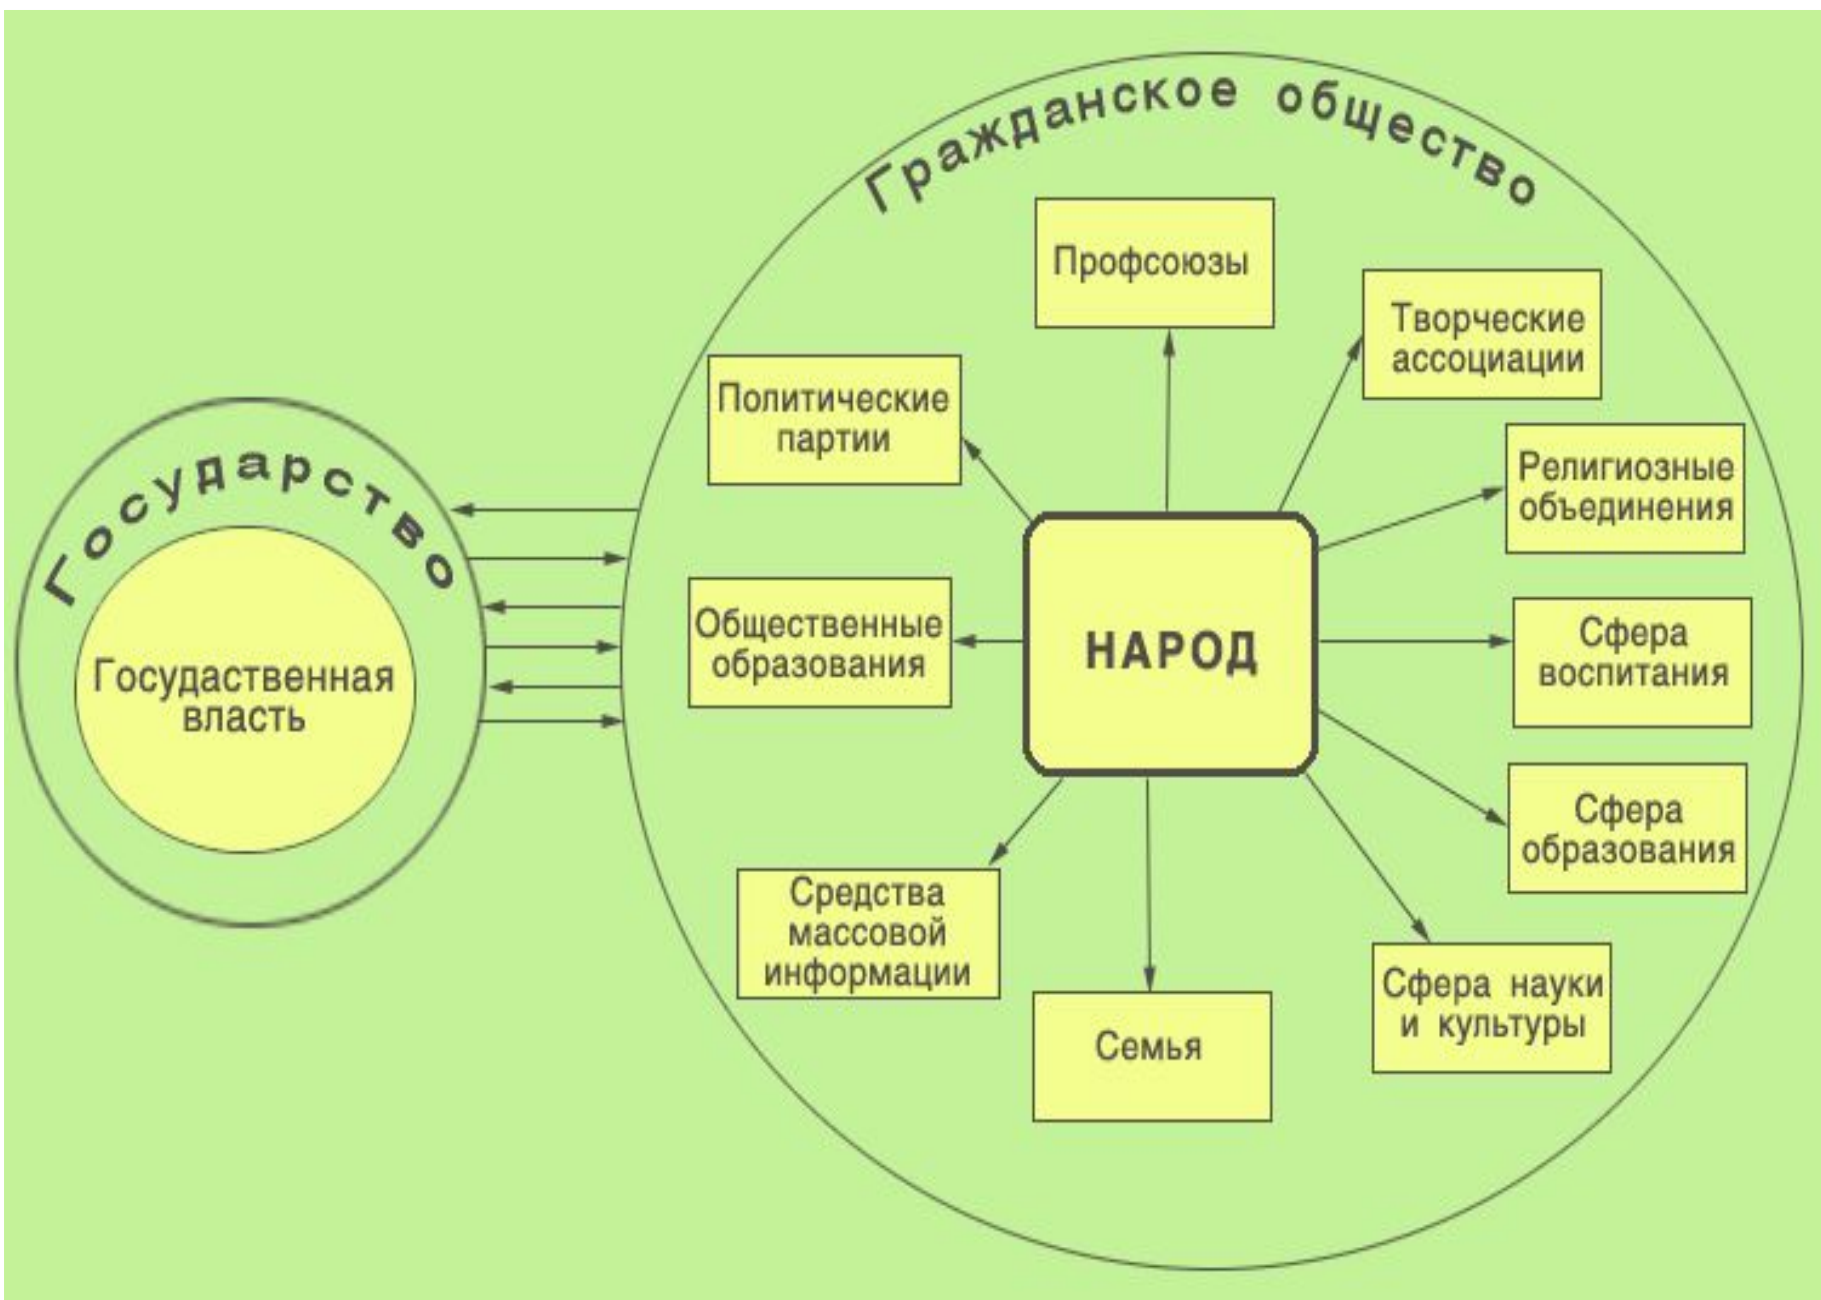 Гражданское общество
Профсоюзы
Творческие
ассоциации
Политические
партии
Религиозные
объединения
Государство
Государственная
власть
Общественные
образования
НАРОД
Сфера
воспитания
Сфера
образования
Средства
массовой
информации
Семья
Сфера науки
и культуры